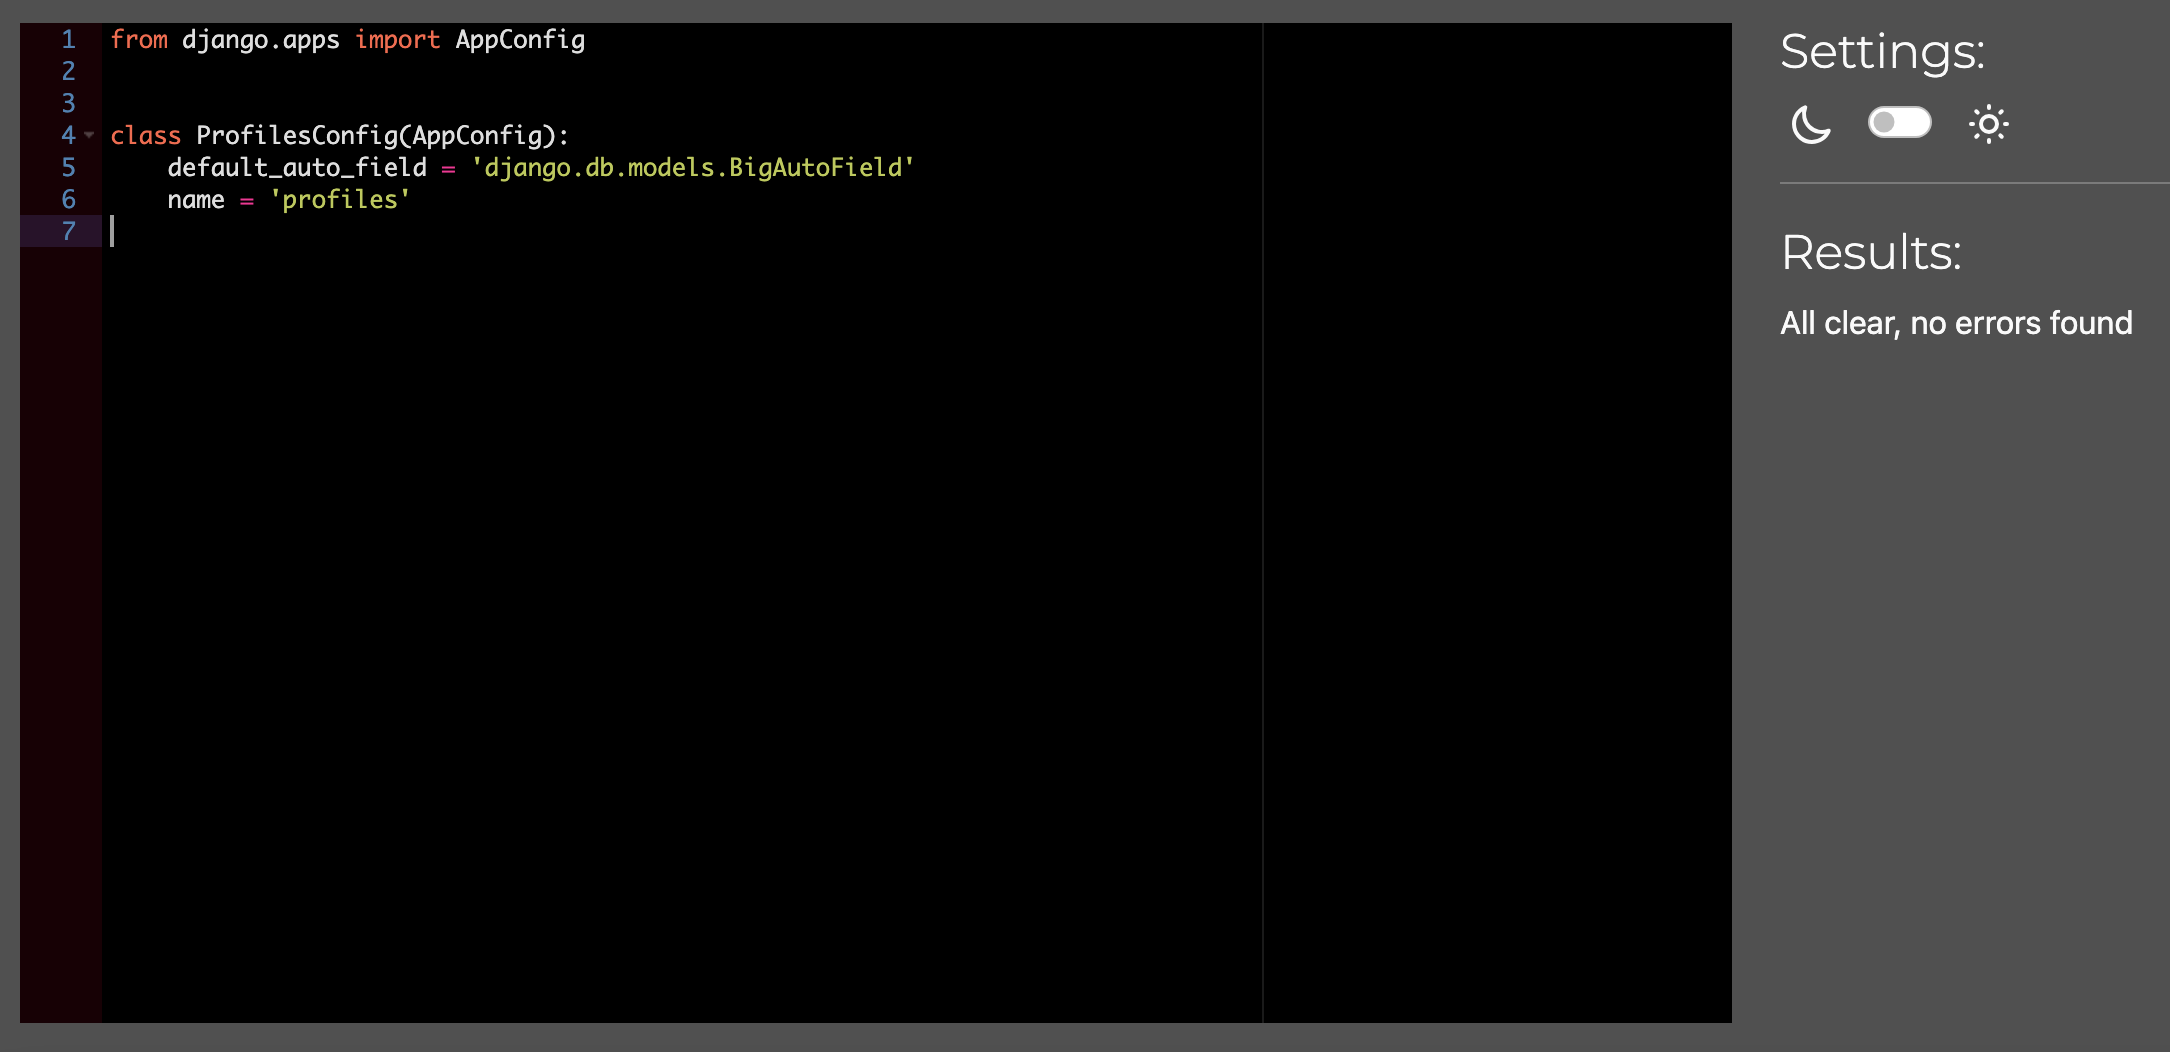 1 from django.apps import AppConfig
2
3
4 class ProfilesConfig(AppConfig):
5     default_auto_field = 'django.db.models.BigAutoField'
6     name = 'profiles'
7
Settings:
Results:
All clear, no errors found